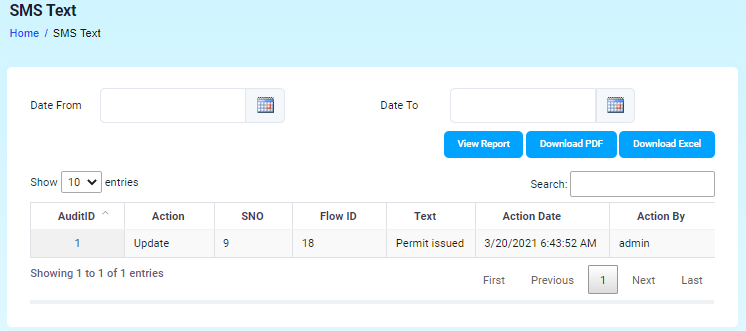 SMS Text
Home / SMS Text
Date From Date To
View Report Download PDF Download Excel
Show 10 entries Search:
AuditID Action SNO Flow ID Text Action Date Action By
1 Update 9 18 Permit issued 3/20/2021 6:43:52 AM admin
Showing 1 to 1 of 1 entries
First Previous 1 Next Last